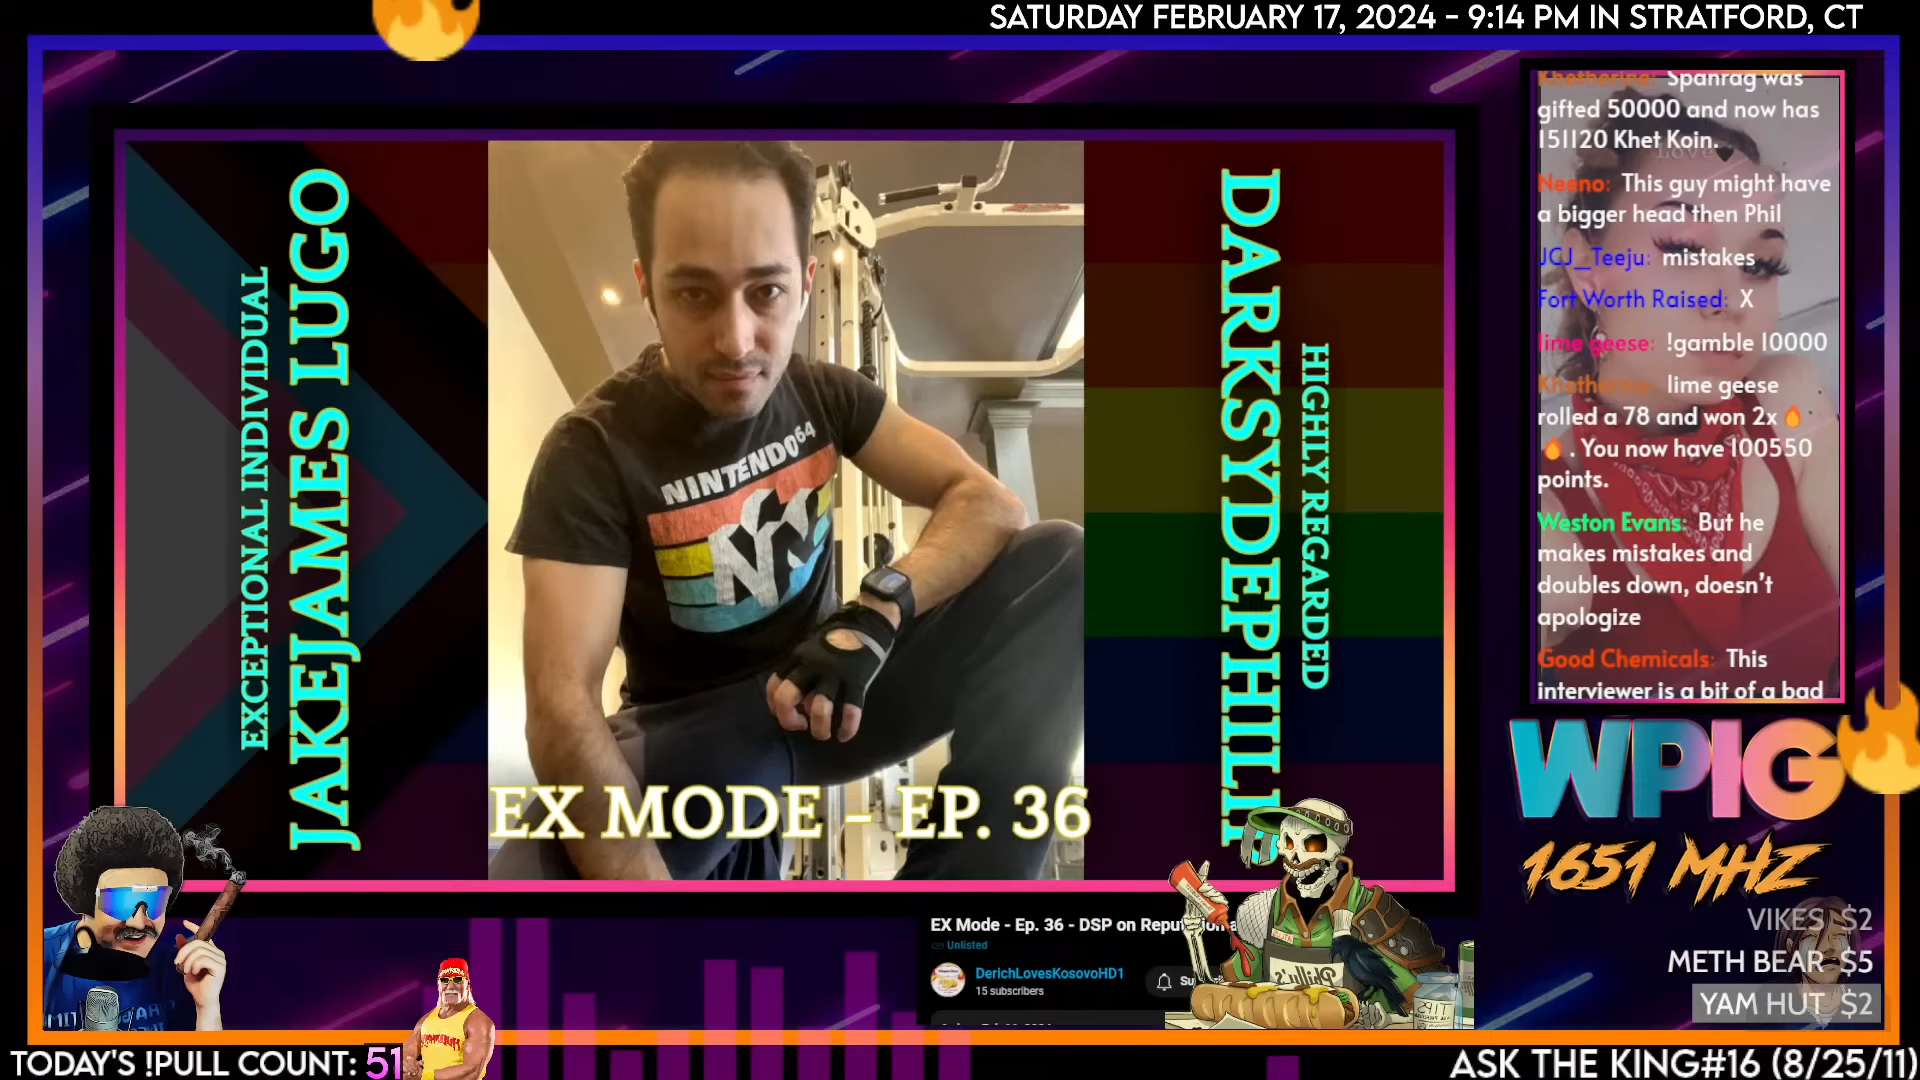 SATURDAY FEBRUARY 17, 2024 - 9:14 PM IN STRATFORD, CT
EXCEPTIONAL INDIVIDUAL
JAKEJAMES LUGO
NINTENDO64
DARKSYDEPHIL
HIGHLY REGARDED
EX MODE - EP. 36
Khetherine: Spanrag was
gifted 50000 and now has
151120 Khet Koin.
Neeno: This guy might have
a bigger head then Phil
JCJ_Teeju: mistakes
Fort Worth Raised: X
lime geese: !gamble 10000
Khetherine: lime geese
rolled a 78 and won 2x 🔥
🔥. You now have 100550
points.
Weston Evans: But he
makes mistakes and
doubles down, doesn't
apologize
Good Chemicals: This
interviewer is a bit of a bad
WPIG
1651 MHZ
VIKES $2
METH BEAR $5
YAM HUT $2
EX Mode - Ep. 36 - DSP on
Unlisted
DerichLovesKosovoHD1
15 subscribers
Philly's
TODAY'S !PULL COUNT: 51
ASK THE KING#16 (8/25/11)